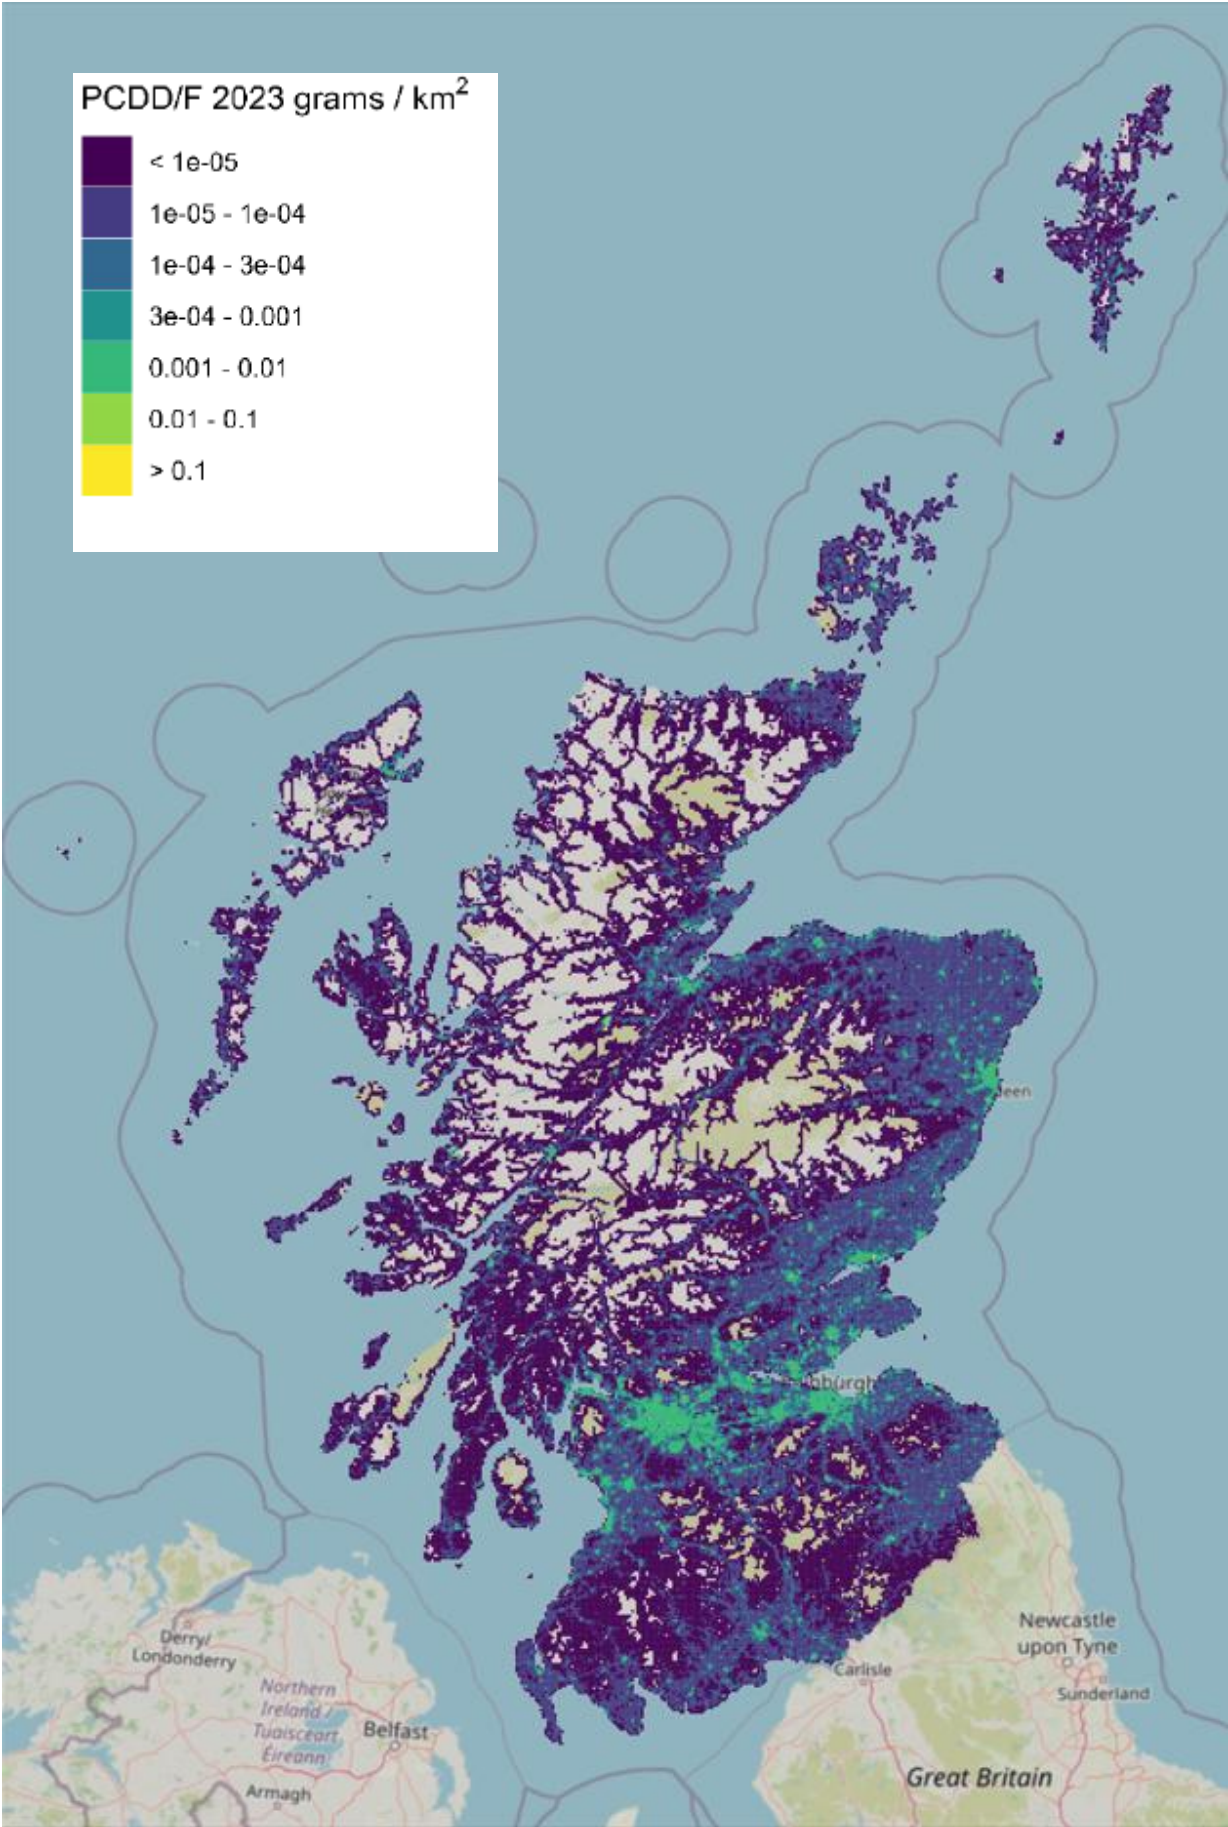 PCDD/F 2023 grams / km²
< 1e-05
1e-05 - 1e-04
1e-04 - 3e-04
3e-04 - 0.001
0.001 - 0.01
0.01 - 0.1
> 0.1
deen
burgh
Derry/
Londonderry
Northern
Ireland /
Tuaisceart
Éireann
Belfast
Armagh
Newcastle
upon Tyne
Carlisle
Sunderland
Great Britain